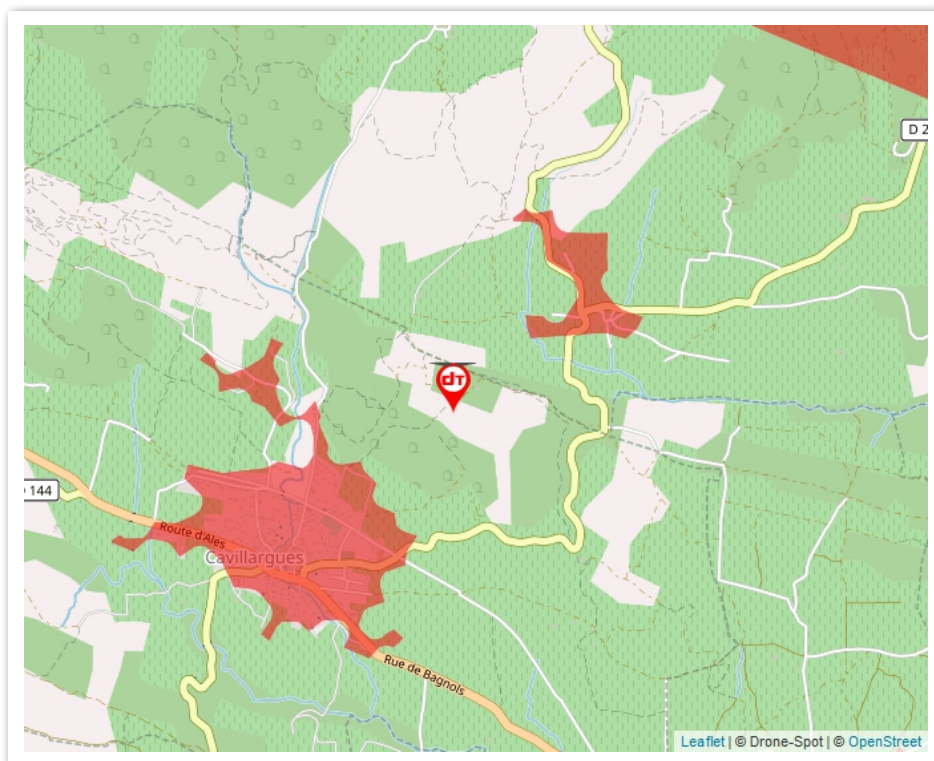 D 2
dT
144
Route d'Ales
Cavillargues
Rue de Bagnols
Leaflet | © Drone-Spot | © OpenStreet